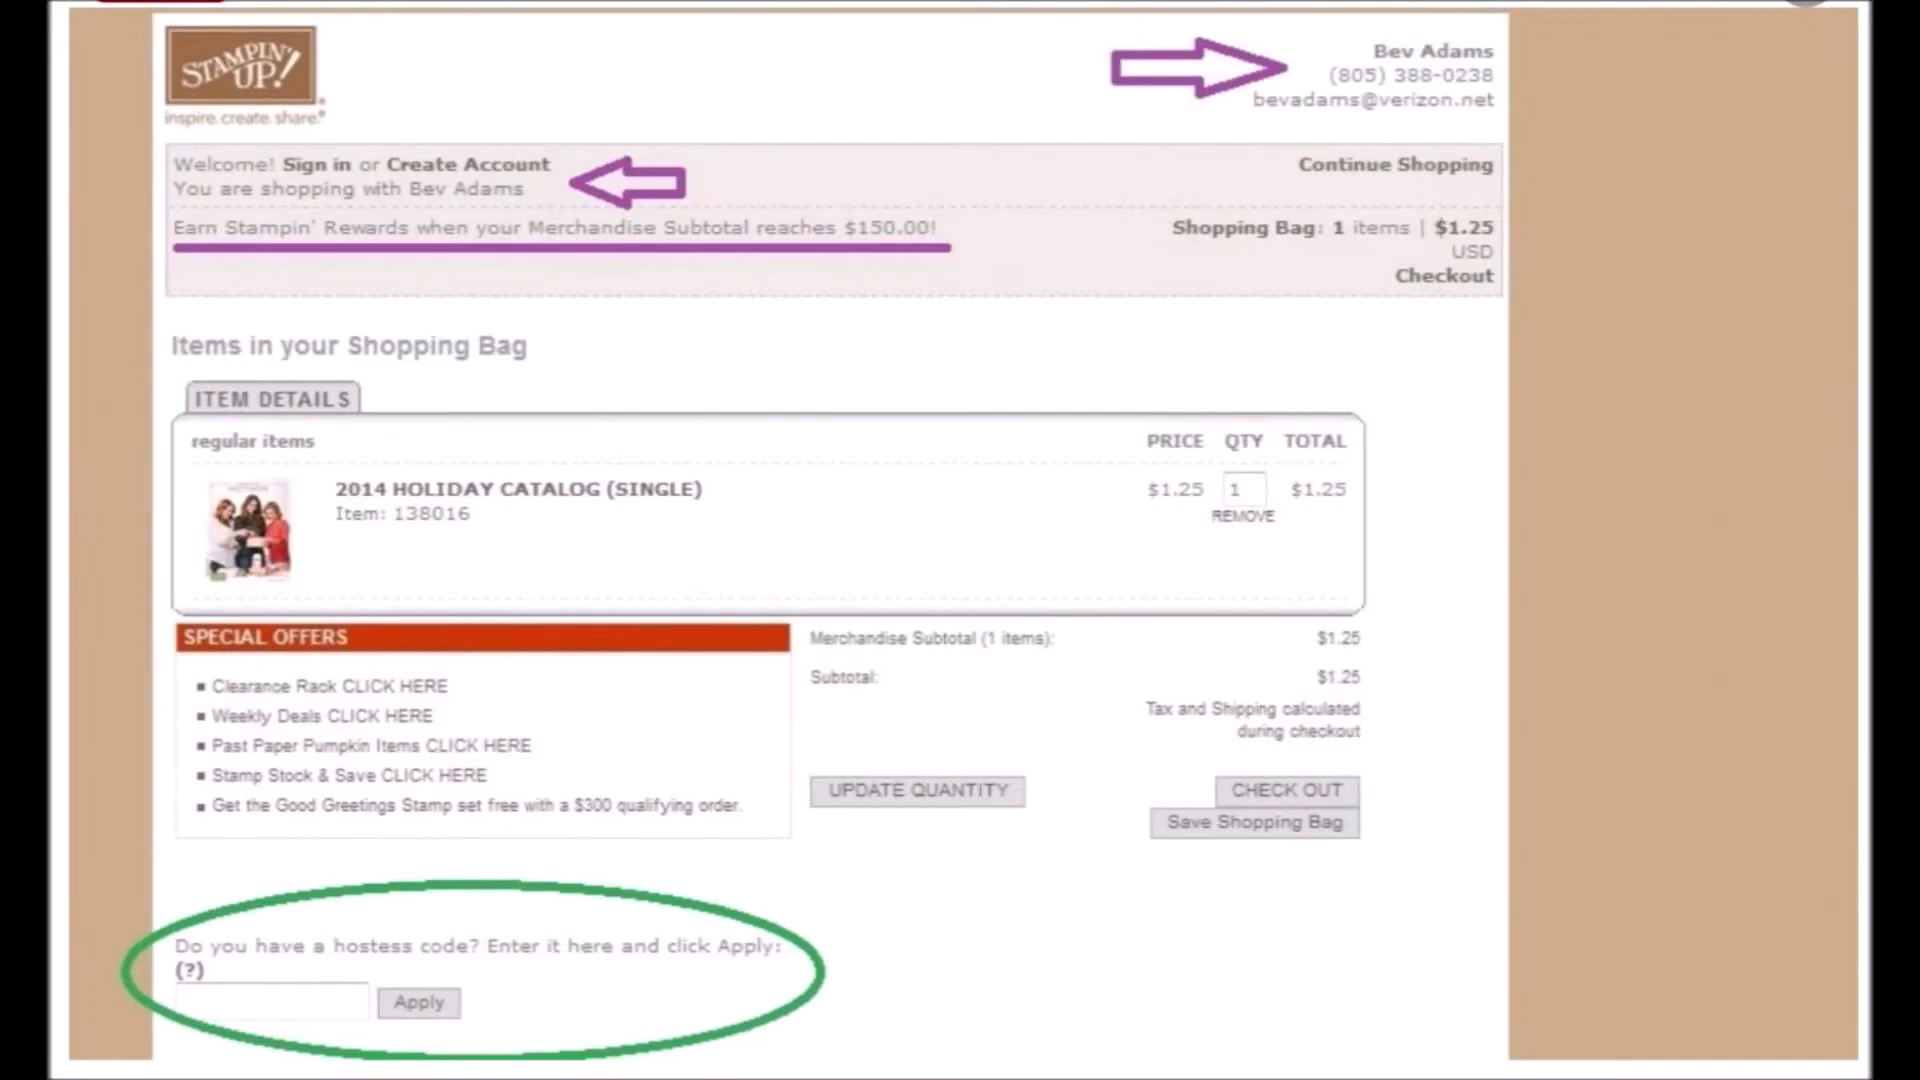 STAMPIN' UP!
inspire.create.share.®
Bev Adams
(805) 388-0238
bevadams@verizon.net
Welcome! Sign in or Create Account
You are shopping with Bev Adams
Continue Shopping
Earn Stampin' Rewards when your Merchandise Subtotal reaches $150.00!
Shopping Bag: 1 items | $1.25
USD
Checkout
Items in your Shopping Bag
ITEM DETAILS
regular items PRICE QTY TOTAL
2014 HOLIDAY CATALOG (SINGLE) $1.25 1 $1.25
Item: 138016 REMOVE
SPECIAL OFFERS
Clearance Rack CLICK HERE
Weekly Deals CLICK HERE
Past Paper Pumpkin Items CLICK HERE
Stamp Stock & Save CLICK HERE
Get the Good Greetings Stamp set free with a $300 qualifying order.
Merchandise Subtotal (1 items): $1.25
Subtotal: $1.25
Tax and Shipping calculated
during checkout
UPDATE QUANTITY CHECK OUT
Save Shopping Bag
Do you have a hostess code? Enter it here and click Apply:
(?)
Apply